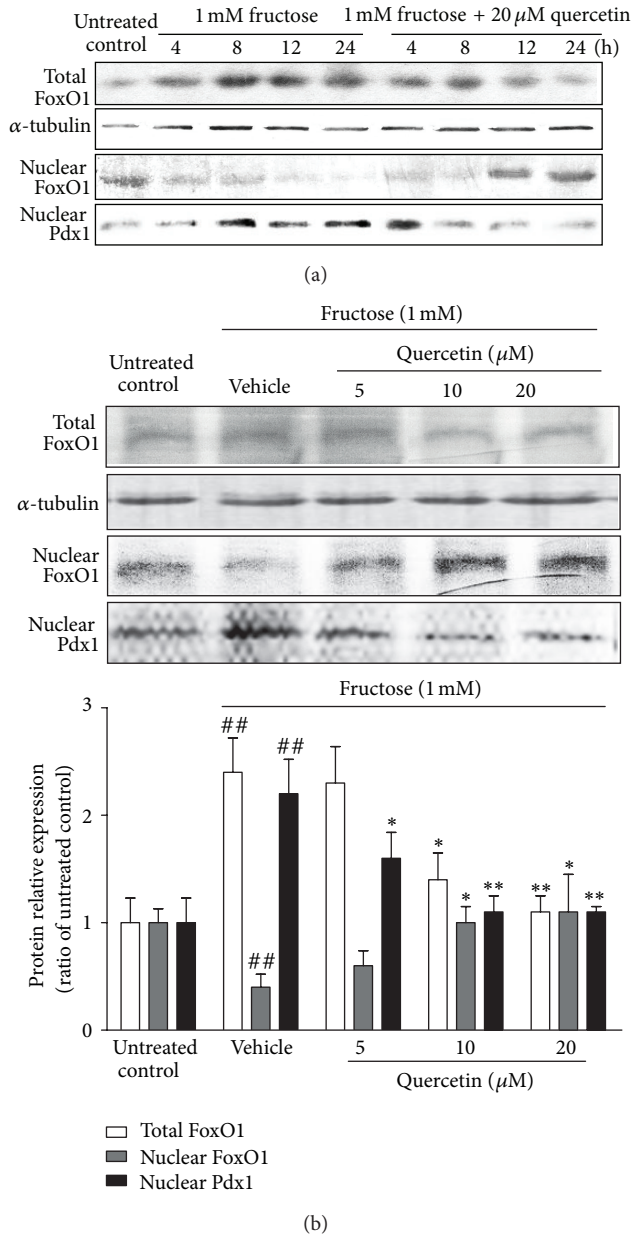 Untreated control
1 mM fructose
1 mM fructose + 20 μM quercetin
4 8 12 24 4 8 12 24 (h)
Total FoxO1
α-tubulin
Nuclear FoxO1
Nuclear Pdx1
(a)
Fructose (1 mM)
Untreated control
Vehicle
Quercetin (μM)
5 10 20
Total FoxO1
α-tubulin
Nuclear FoxO1
Nuclear Pdx1
Fructose (1 mM)
Protein relative expression (ratio of untreated control)
3
2
1
0
## ## ##
*
* * **
** * **
Untreated control
Vehicle
5 10 20
Quercetin (μM)
Total FoxO1
Nuclear FoxO1
Nuclear Pdx1
(b)